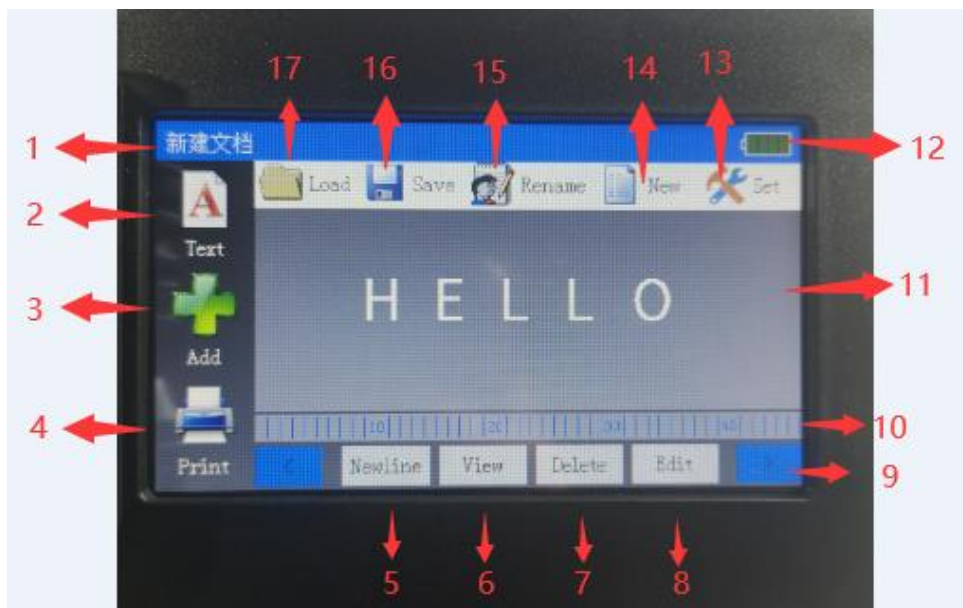 17 16 15 14 13
1 新建文档 12
Load Save Rename New Set
2
Text
HELLO 11
3
Add
4 10 20 30 40 10
Print < Newline View Delete Edit > 9
5 6 7 8